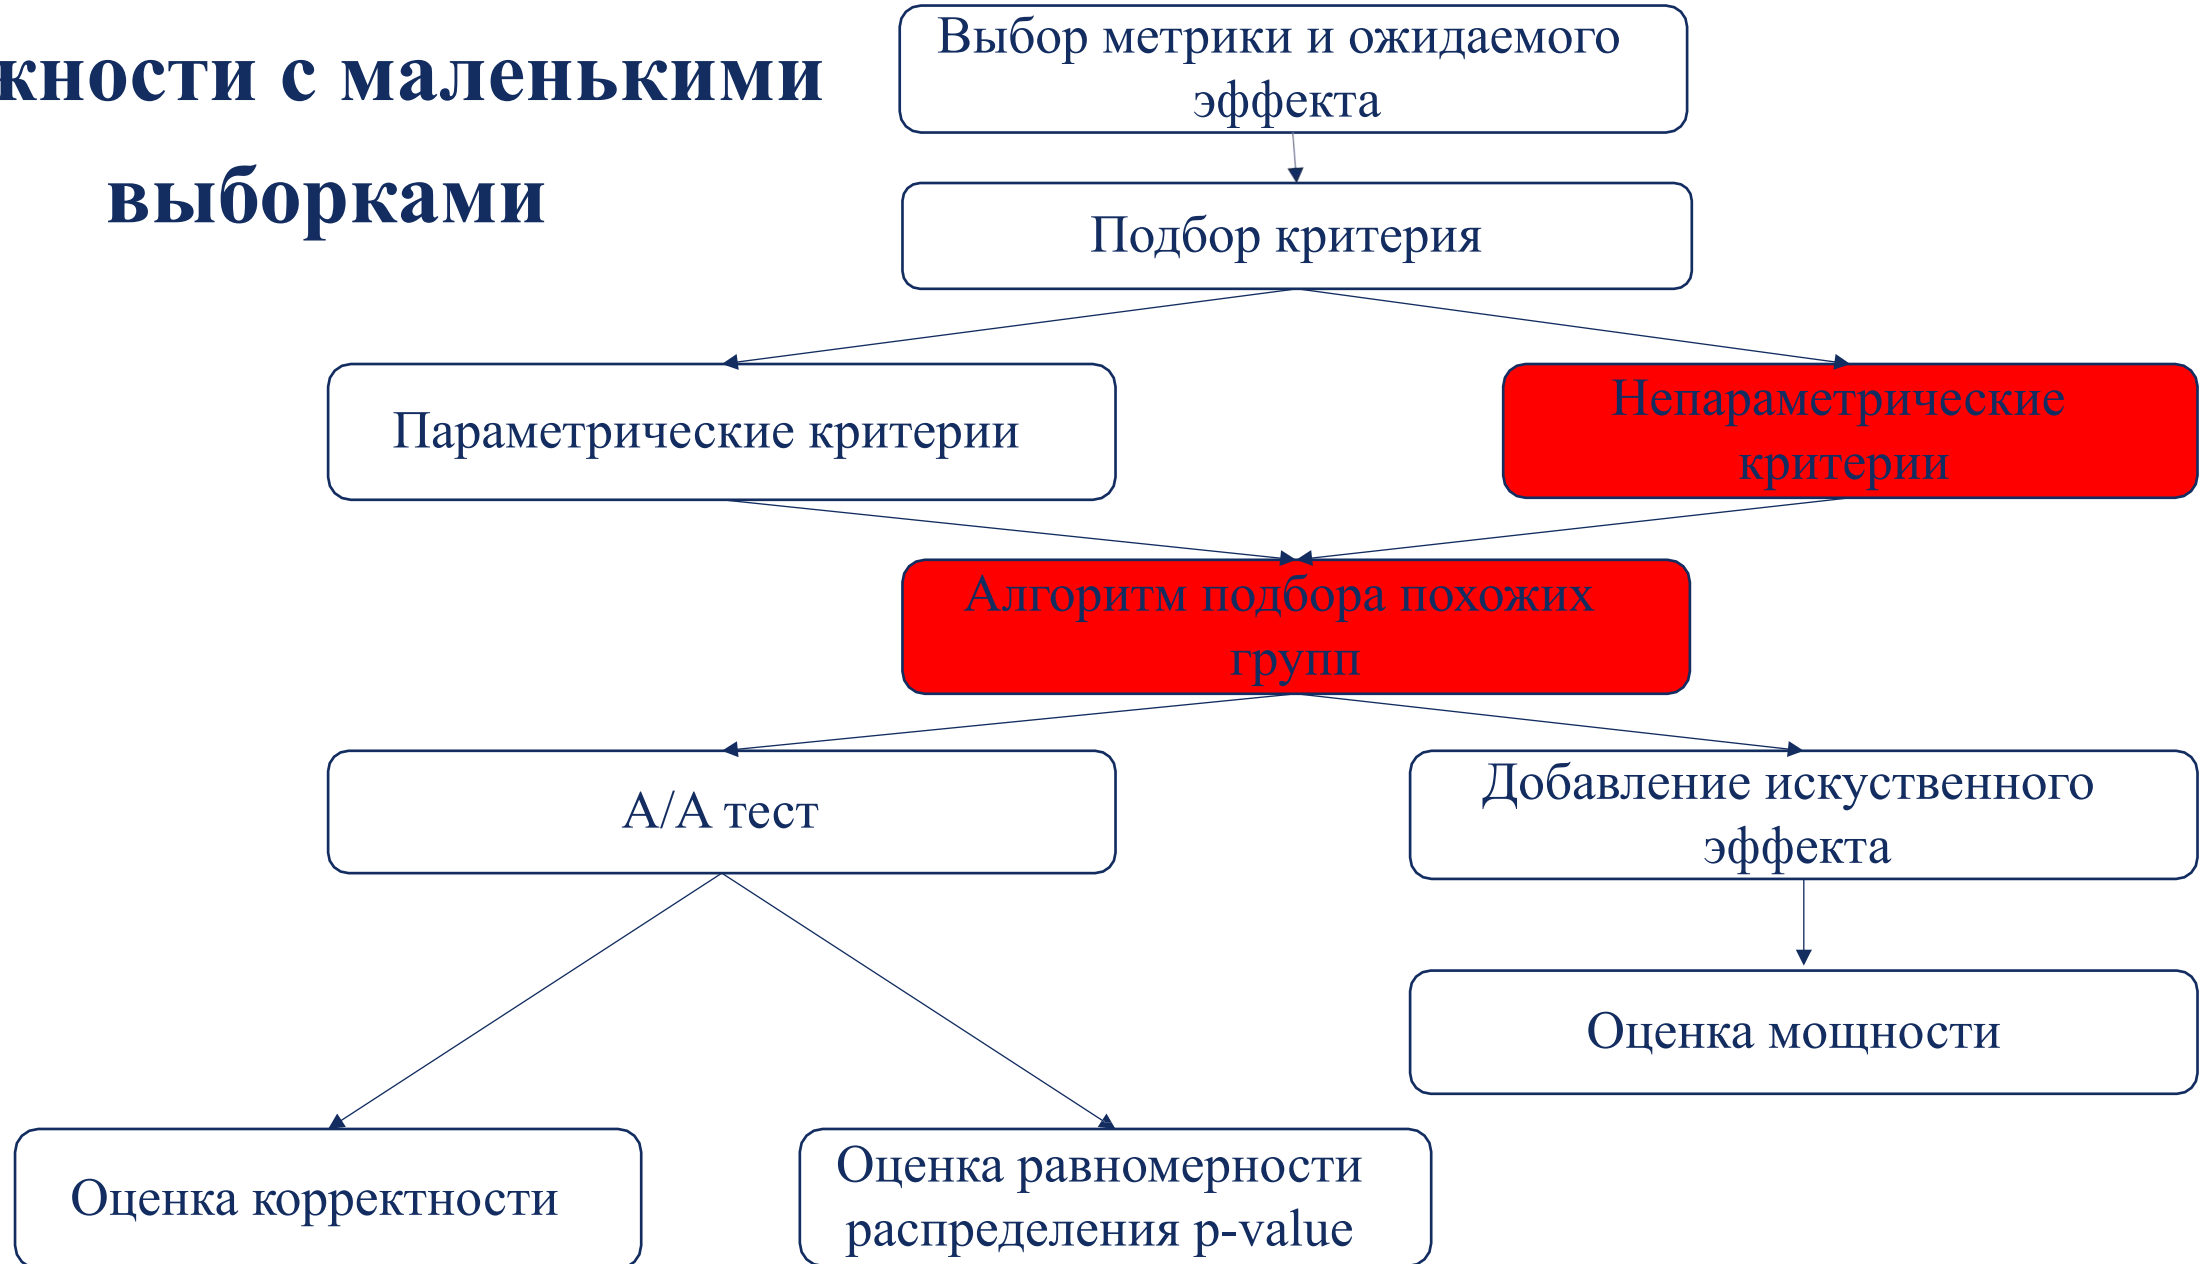 жности с маленькими
выборками
Выбор метрики и ожидаемого
эффекта
Подбор критерия
Параметрические критерии
Непараметрические
критерии
Алгоритм подбора похожих
групп
А/А тест
Добавление искуственного
эффекта
Оценка мощности
Оценка корректности
Оценка равномерности
распределения p-value